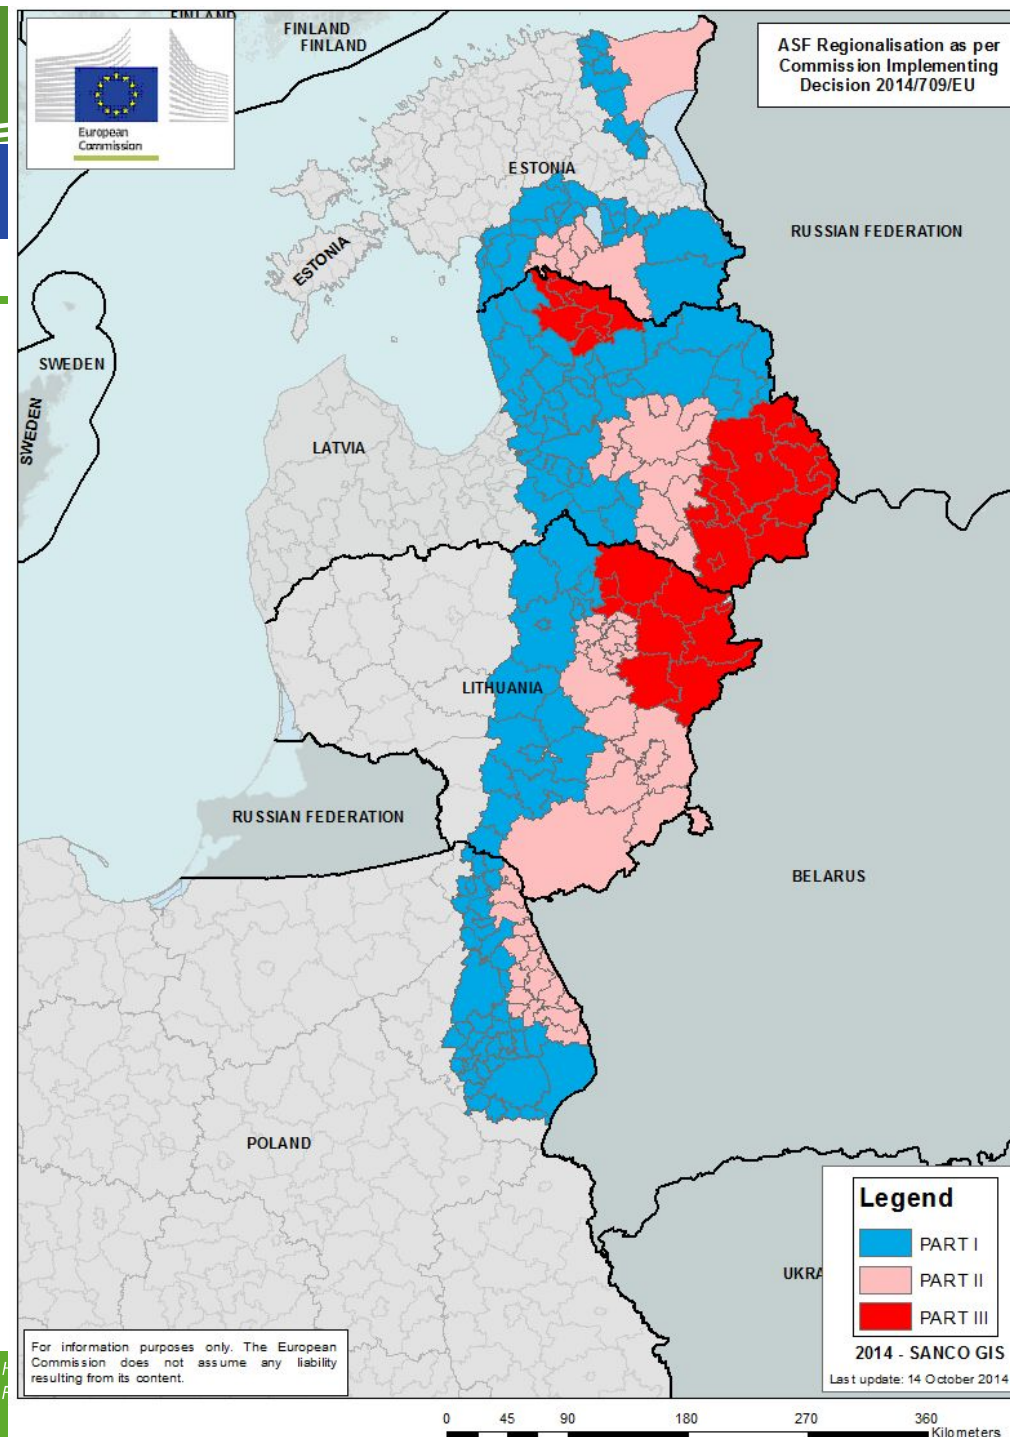 FINLAND
FINLAND
FINLAND
European
Commission
ASF Regionalisation as per
Commission Implementing
Decision 2014/709/EU
ESTONIA
RUSSIAN FEDERATION
ESTONIA
SWEDEN
SWEDEN
LATVIA
LITHUANIA
RUSSIAN FEDERATION
BELARUS
POLAND
UKRA
Legend
PART I
PART II
PART III
2014 - SANCO GIS
Last update: 14 October 2014
For information purposes only. The European
Commission does not assume any liability
resulting from its content.
0 45 90 180 270 360
Kilometers